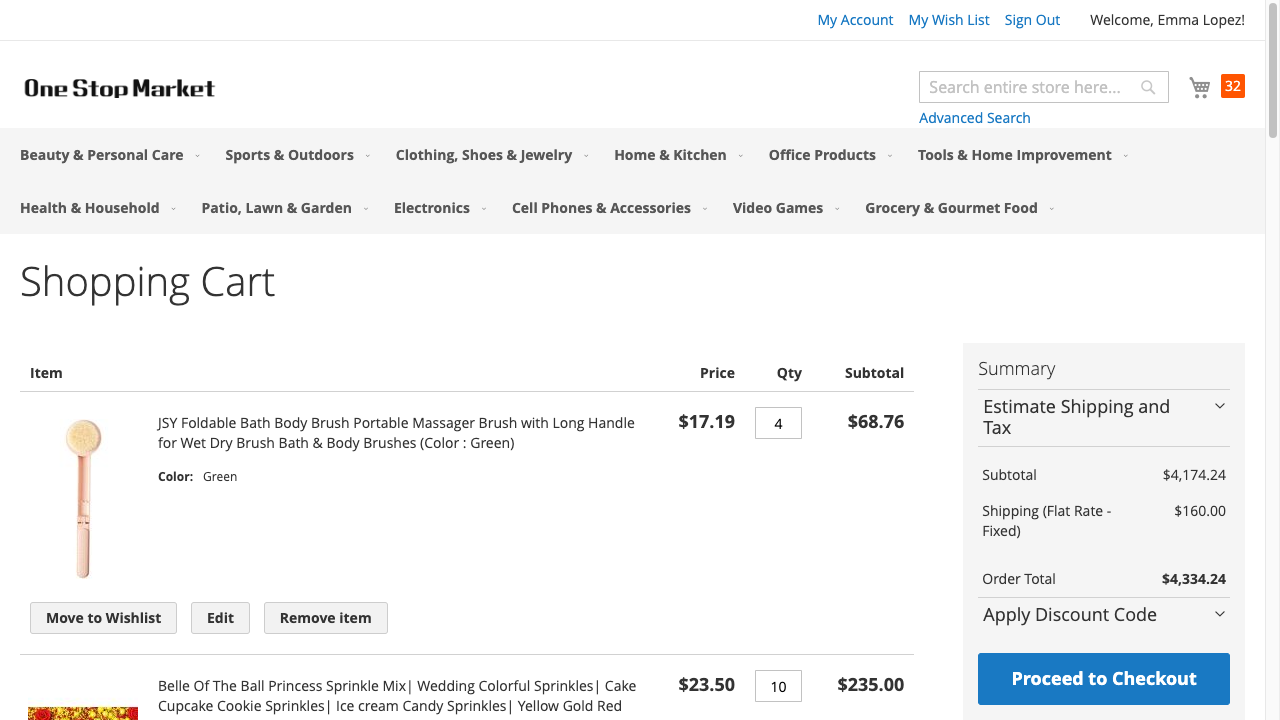 My Account My Wish List Sign Out Welcome, Emma Lopez!
One Stop Market
Search entire store here...
32
Advanced Search
Beauty & Personal Care Sports & Outdoors Clothing, Shoes & Jewelry Home & Kitchen Office Products Tools & Home Improvement
Health & Household Patio, Lawn & Garden Electronics Cell Phones & Accessories Video Games Grocery & Gourmet Food
Shopping Cart
Item Price Qty Subtotal
JSY Foldable Bath Body Brush Portable Massager Brush with Long Handle
for Wet Dry Brush Bath & Body Brushes (Color : Green)
Color: Green
$17.19 4 $68.76
Move to Wishlist Edit Remove item
Belle Of The Ball Princess Sprinkle Mix| Wedding Colorful Sprinkles| Cake
Cupcake Cookie Sprinkles| Ice cream Candy Sprinkles| Yellow Gold Red
$23.50 10 $235.00
Summary
Estimate Shipping and
Tax
Subtotal $4,174.24
Shipping (Flat Rate -
Fixed) $160.00
Order Total $4,334.24
Apply Discount Code
Proceed to Checkout